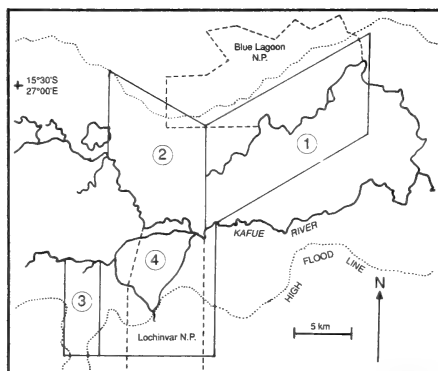 Blue Lagoon
N.P.
15°30'S
27°00'E
1
2
KAFUE RIVER
4
HIGH FLOOD LINE
3
N
5 km
Lochinvar N.P.